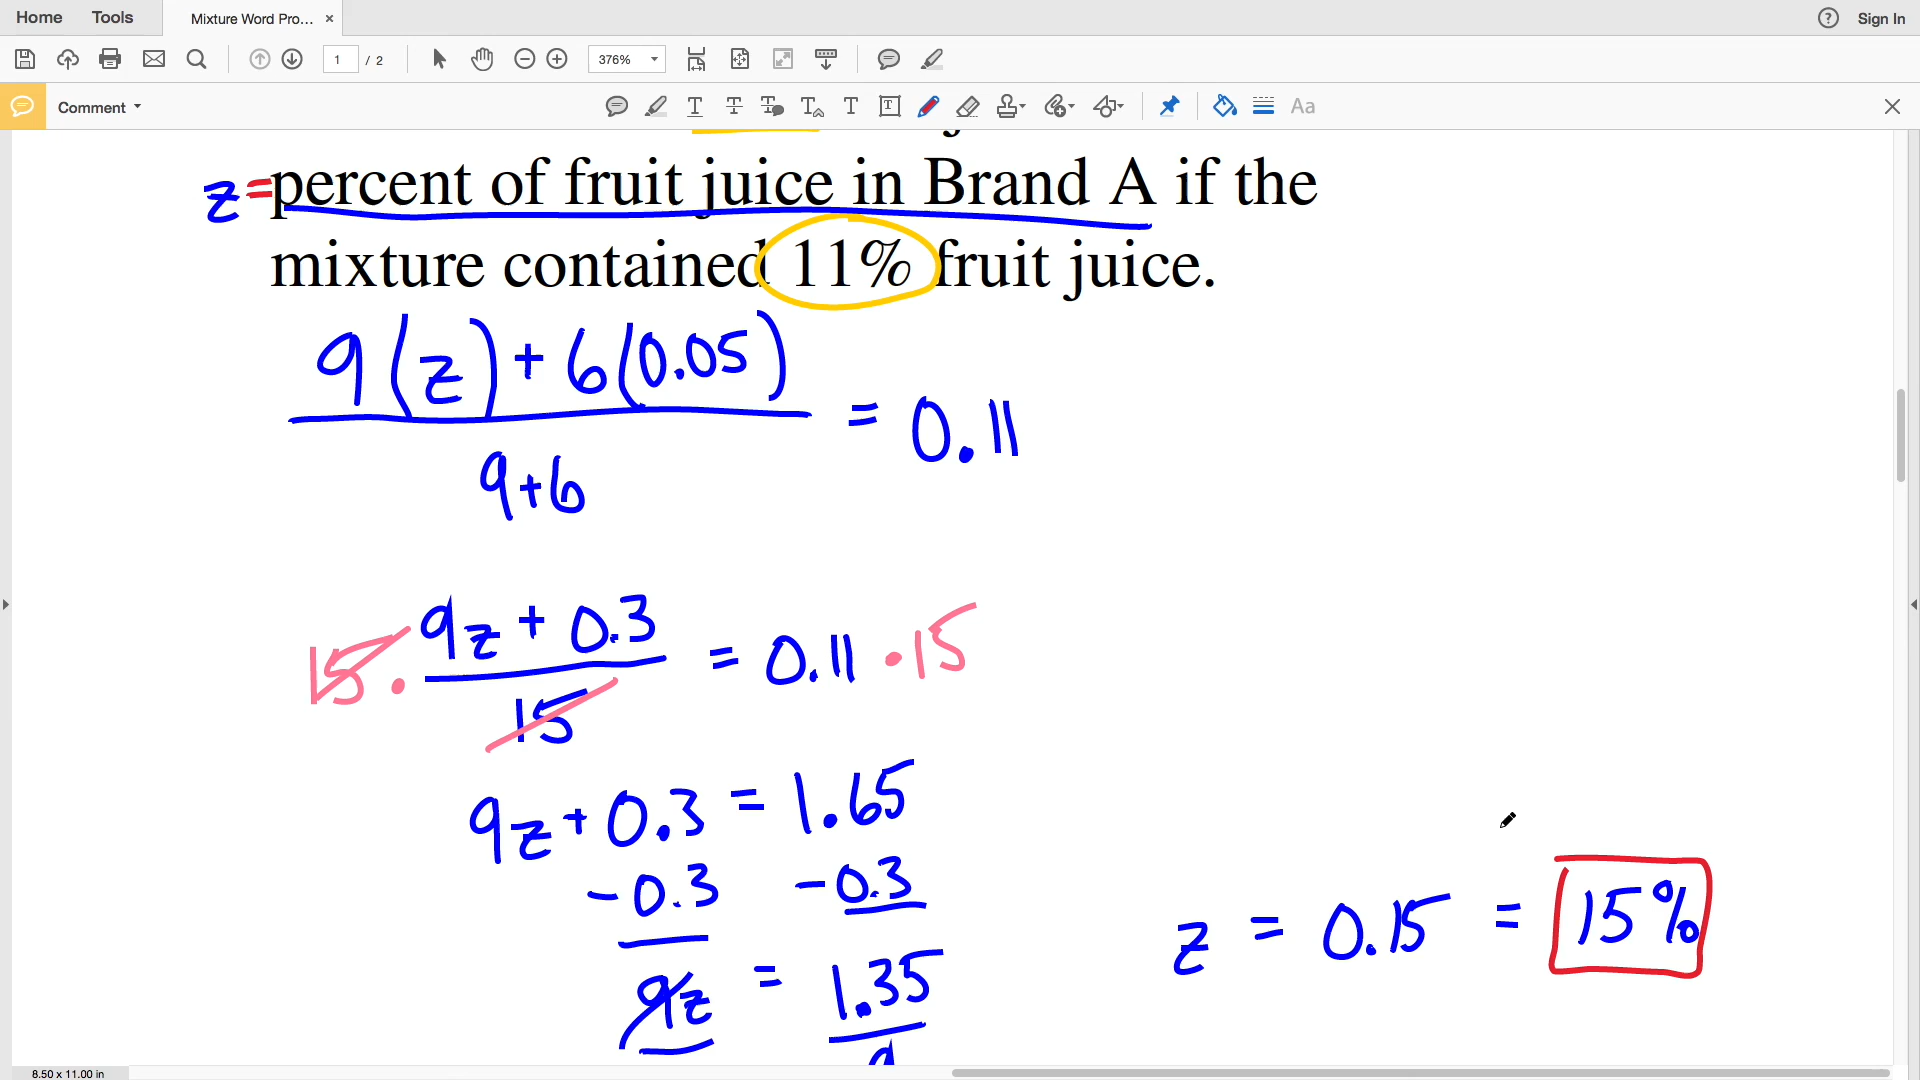 Home Tools Mixture Word Pro... × ? Sign In
1 / 2 376%
Comment T T T T T T Aa
z = percent of fruit juice in Brand A if the
mixture contained 11% fruit juice.
9(z) + 6(0.05)
= 0.11
9+6
15 · 9z + 0.3 = 0.11 · 15
15
9z + 0.3 = 1.65
-0.3 -0.3
z = 0.15 = 15%
9z = 1.35
8.50 x 11.00 in